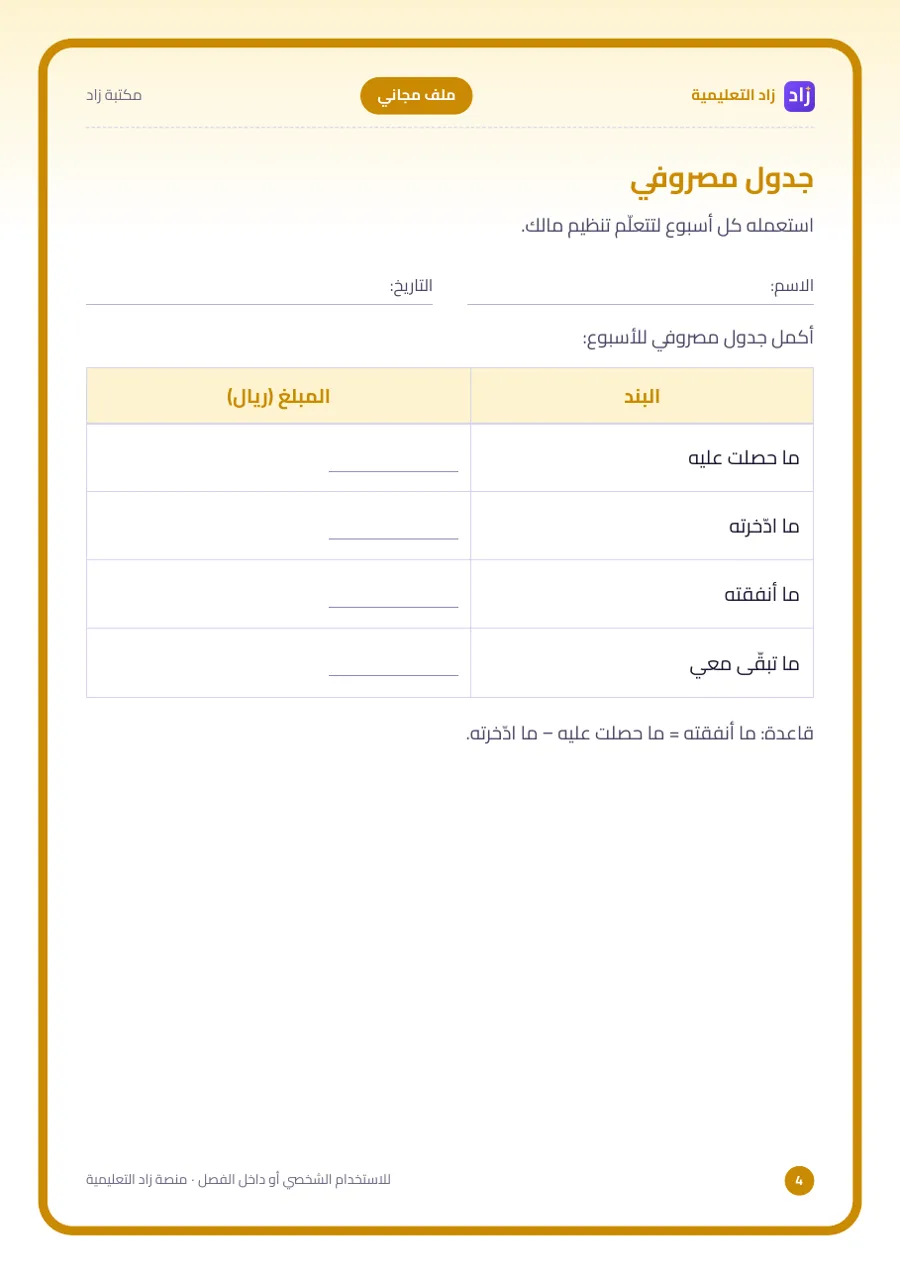 زاد
زاد التعليمية
ملف مجاني
مكتبة زاد
جدول مصروفي
استعمله كل أسبوع لتتعلّم تنظيم مالك.
الاسم:
التاريخ:
أكمل جدول مصروفي للأسبوع:
البند
المبلغ (ريال)
ما حصلت عليه
ما ادّخرته
ما أنفقته
ما تبقّى معي
قاعدة: ما أنفقته = ما حصلت عليه − ما ادّخرته.
4
للاستخدام الشخصي أو داخل الفصل · منصة زاد التعليمية